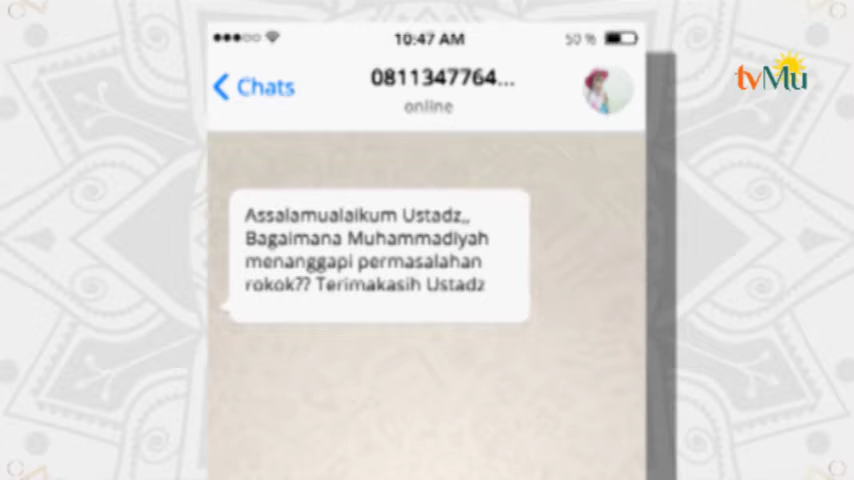 10:47 AM
50 %
Chats
0811347764...
online
tvMu
Assalamualaikum Ustadz,,
Bagaimana Muhammadiyah
menanggapi permasalahan
rokok?? Terimakasih Ustadz